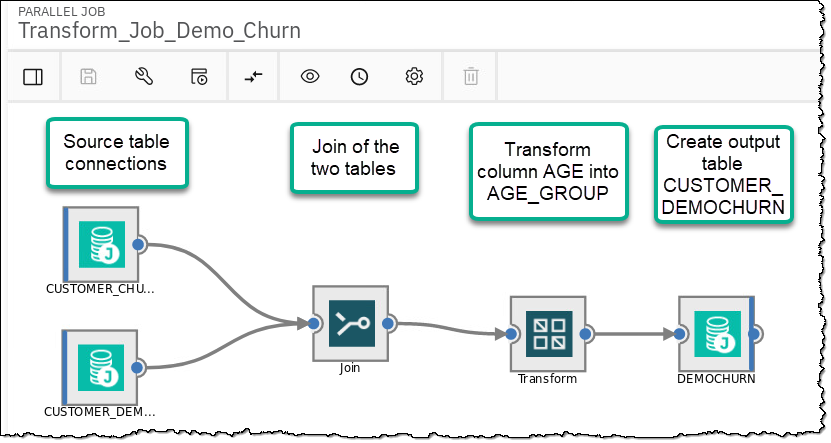 PARALLEL JOB
Transform_Job_Demo_Churn
Source table
connections
Join of the
two tables
Transform
column AGE into
AGE_GROUP
Create output
table
CUSTOMER_
DEMOCHURN
J
CUSTOMER_CHU...
J
CUSTOMER_DEM...
Join
Transform
J
DEMOCHURN